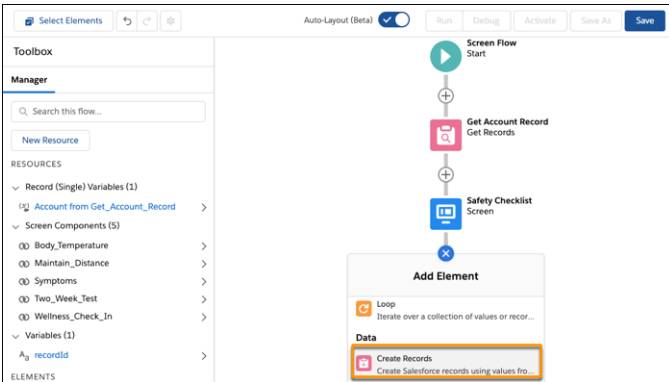 Select Elements
Auto-Layout (Beta)
Run
Debug
Activate
Save As
Save
Toolbox
Manager
Search this flow...
New Resource
RESOURCES
Record (Single) Variables (1)
Account from Get_Account_Record
Screen Components (5)
Body_Temperature
Maintain_Distance
Symptoms
Two_Week_Test
Wellness_Check_In
Variables (1)
recordId
ELEMENTS
Screen Flow
Start
Get Account Record
Get Records
Safety Checklist
Screen
Add Element
Loop
Iterate over a collection of values or recor...
Data
Create Records
Create Salesforce records using values fro...